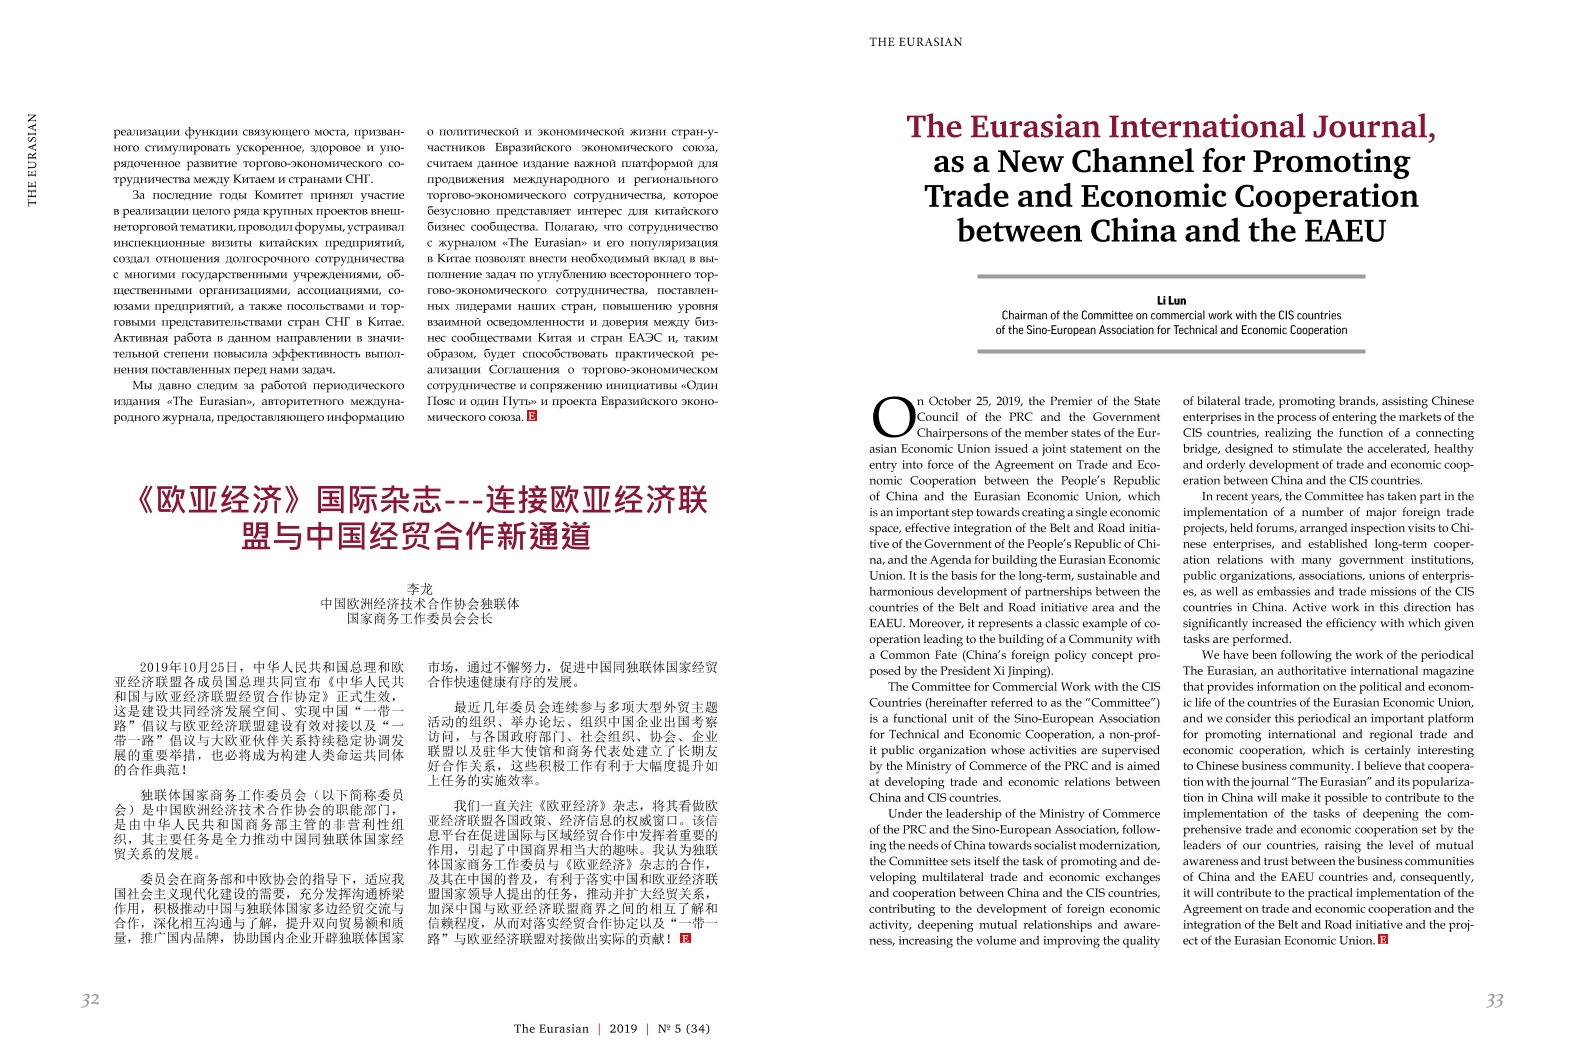 THE EURASIAN
реализации функции связующего моста, призван-
ного стимулировать ускоренное, здоровое и упо-
рядоченное развитие торгово-экономического со-
трудничества между Китаем и странами СНГ.
За последние годы Комитет принял участие
в реализации целого ряда крупных проектов внеш-
неторговой тематики, проводил форумы, устраивал
инспекционные визиты китайских предприятий,
создал отношения долгосрочного сотрудничества
с многими государственными учреждениями, об-
щественными организациями, ассоциациями, со-
юзами предприятий, а также посольствами и тор-
говыми представительствами стран СНГ в Китае.
Активная работа в данном направлении в значи-
тельной степени повысила эффективность выпол-
нения поставленных перед нами задач.
Мы давно следим за работой периодического
издания «The Eurasian», авторитетного междуна-
родного журнала, предоставляющего информацию
о политической и экономической жизни стран-у-
частников Евразийского экономического союза,
считаем данное издание важной платформой для
продвижения международного и регионального
торгово-экономического сотрудничества, которое
безусловно представляет интерес для китайского
бизнес сообщества. Полагаю, что сотрудничество
с журналом «The Eurasian» и его популяризация
в Китае позволят внести необходимый вклад в вы-
полнение задач по углублению всестороннего тор-
гово-экономического сотрудничества, поставлен-
ных лидерами наших стран, повышению уровня
взаимной осведомленности и доверия между биз-
нес сообществами Китая и стран ЕАЭС и, таким
образом, будет способствовать практической ре-
ализации Соглашения о торгово-экономическом
сотрудничестве и сопряжению инициативы «Один
Пояс и один Путь» и проекта Евразийского эконо-
мического союза. E
《欧亚经济》国际杂志---连接欧亚经济联
盟与中国经贸合作新通道
李龙
中国欧洲经济技术合作协会独联体
国家商务工作委员会会长
2019年10月25日，中华人民共和国总理和欧
亚经济联盟各成员国总理共同宣布《中华人民共
和国与欧亚经济联盟经贸合作协定》正式生效，
这是建设共同经济发展空间、实现中国“一带一
路”倡议与欧亚经济联盟建设有效对接以及“一
带一路”倡议与大欧亚伙伴关系持续稳定协调发
展的重要举措，也必将成为构建人类命运共同体
的合作典范！
独联体国家商务工作委员会（以下简称委员
会）是中国欧洲经济技术合作协会的职能部门，
是由中华人民共和国商务部主管的非营利性组
织，其主要任务是全力推动中国同独联体国家经
贸关系的发展。
委员会在商务部和中欧协会的指导下，适应我
国社会主义现代化建设的需要，充分发挥沟通桥梁
作用，积极推动中国与独联体国家多边经贸交流与
合作，深化相互沟通与了解，提升双向贸易额和质
量，推广国内品牌，协助国内企业开辟独联体国家
市场，通过不懈努力，促进中国同独联体国家经贸
合作快速健康有序的发展。
最近几年委员会连续参与多项大型外贸主题
活动的组织、举办论坛、组织中国企业出国考察
访问，与各国政府部门、社会组织、协会、企业
联盟以及驻华大使馆和商务代表处建立了长期友
好合作关系，这些积极工作有利于大幅度提升如
上任务的实施效率。
我们一直关注《欧亚经济》杂志，将其看做欧
亚经济联盟各国政策、经济信息的权威窗口。该信
息平台在促进国际与区域经贸合作中发挥着重要的
作用，引起了中国商界相当大的趣味。我认为独联
体国家商务工作委员与《欧亚经济》杂志的合作，
及其在中国的普及，有利于落实中国和欧亚经济联
盟国家领导人提出的任务，推动并扩大经贸关系，
加深中国与欧亚经济联盟商界之间的相互了解和
信赖程度，从而对落实经贸合作协定以及“一带一
路”与欧亚经济联盟对接做出实际的贡献！ E
32
The Eurasian | 2019 | № 5 (34)
THE EURASIAN
The Eurasian International Journal,
as a New Channel for Promoting
Trade and Economic Cooperation
between China and the EAEU
Li Lun
Chairman of the Committee on commercial work with the CIS countries
of the Sino-European Association for Technical and Economic Cooperation
On October 25, 2019, the Premier of the State
Council of the PRC and the Government
Chairpersons of the member states of the Eur-
asian Economic Union issued a joint statement on the
entry into force of the Agreement on Trade and Eco-
nomic Cooperation between the People’s Republic
of China and the Eurasian Economic Union, which
is an important step towards creating a single economic
space, effective integration of the Belt and Road initia-
tive of the Government of the People’s Republic of Chi-
na, and the Agenda for building the Eurasian Economic
Union. It is the basis for the long-term, sustainable and
harmonious development of partnerships between the
countries of the Belt and Road initiative area and the
EAEU. Moreover, it represents a classic example of co-
operation leading to the building of a Community with
a Common Fate (China’s foreign policy concept pro-
posed by the President Xi Jinping).
The Committee for Commercial Work with the CIS
Countries (hereinafter referred to as the “Committee”)
is a functional unit of the Sino-European Association
for Technical and Economic Cooperation, a non-prof-
it public organization whose activities are supervised
by the Ministry of Commerce of the PRC and is aimed
at developing trade and economic relations between
China and CIS countries.
Under the leadership of the Ministry of Commerce
of the PRC and the Sino-European Association, follow-
ing the needs of China towards socialist modernization,
the Committee sets itself the task of promoting and de-
veloping multilateral trade and economic exchanges
and cooperation between China and the CIS countries,
contributing to the development of foreign economic
activity, deepening mutual relationships and aware-
ness, increasing the volume and improving the quality
of bilateral trade, promoting brands, assisting Chinese
enterprises in the process of entering the markets of the
CIS countries, realizing the function of a connecting
bridge, designed to stimulate the accelerated, healthy
and orderly development of trade and economic coop-
eration between China and the CIS countries.
In recent years, the Committee has taken part in the
implementation of a number of major foreign trade
projects, held forums, arranged inspection visits to Chi-
nese enterprises, and established long-term cooper-
ation relations with many government institutions,
public organizations, associations, unions of enterpris-
es, as well as embassies and trade missions of the CIS
countries in China. Active work in this direction has
significantly increased the efficiency with which given
tasks are performed.
We have been following the work of the periodical
The Eurasian, an authoritative international magazine
that provides information on the political and econom-
ic life of the countries of the Eurasian Economic Union,
and we consider this periodical an important platform
for promoting international and regional trade and
economic cooperation, which is certainly interesting
to Chinese business community. I believe that coopera-
tion with the journal “The Eurasian” and its populariza-
tion in China will make it possible to contribute to the
implementation of the tasks of deepening the com-
prehensive trade and economic cooperation set by the
leaders of our countries, raising the level of mutual
awareness and trust between the business communities
of China and the EAEU countries and, consequently,
it will contribute to the practical implementation of the
Agreement on trade and economic cooperation and the
integration of the Belt and Road initiative and the proj-
ect of the Eurasian Economic Union. E
33